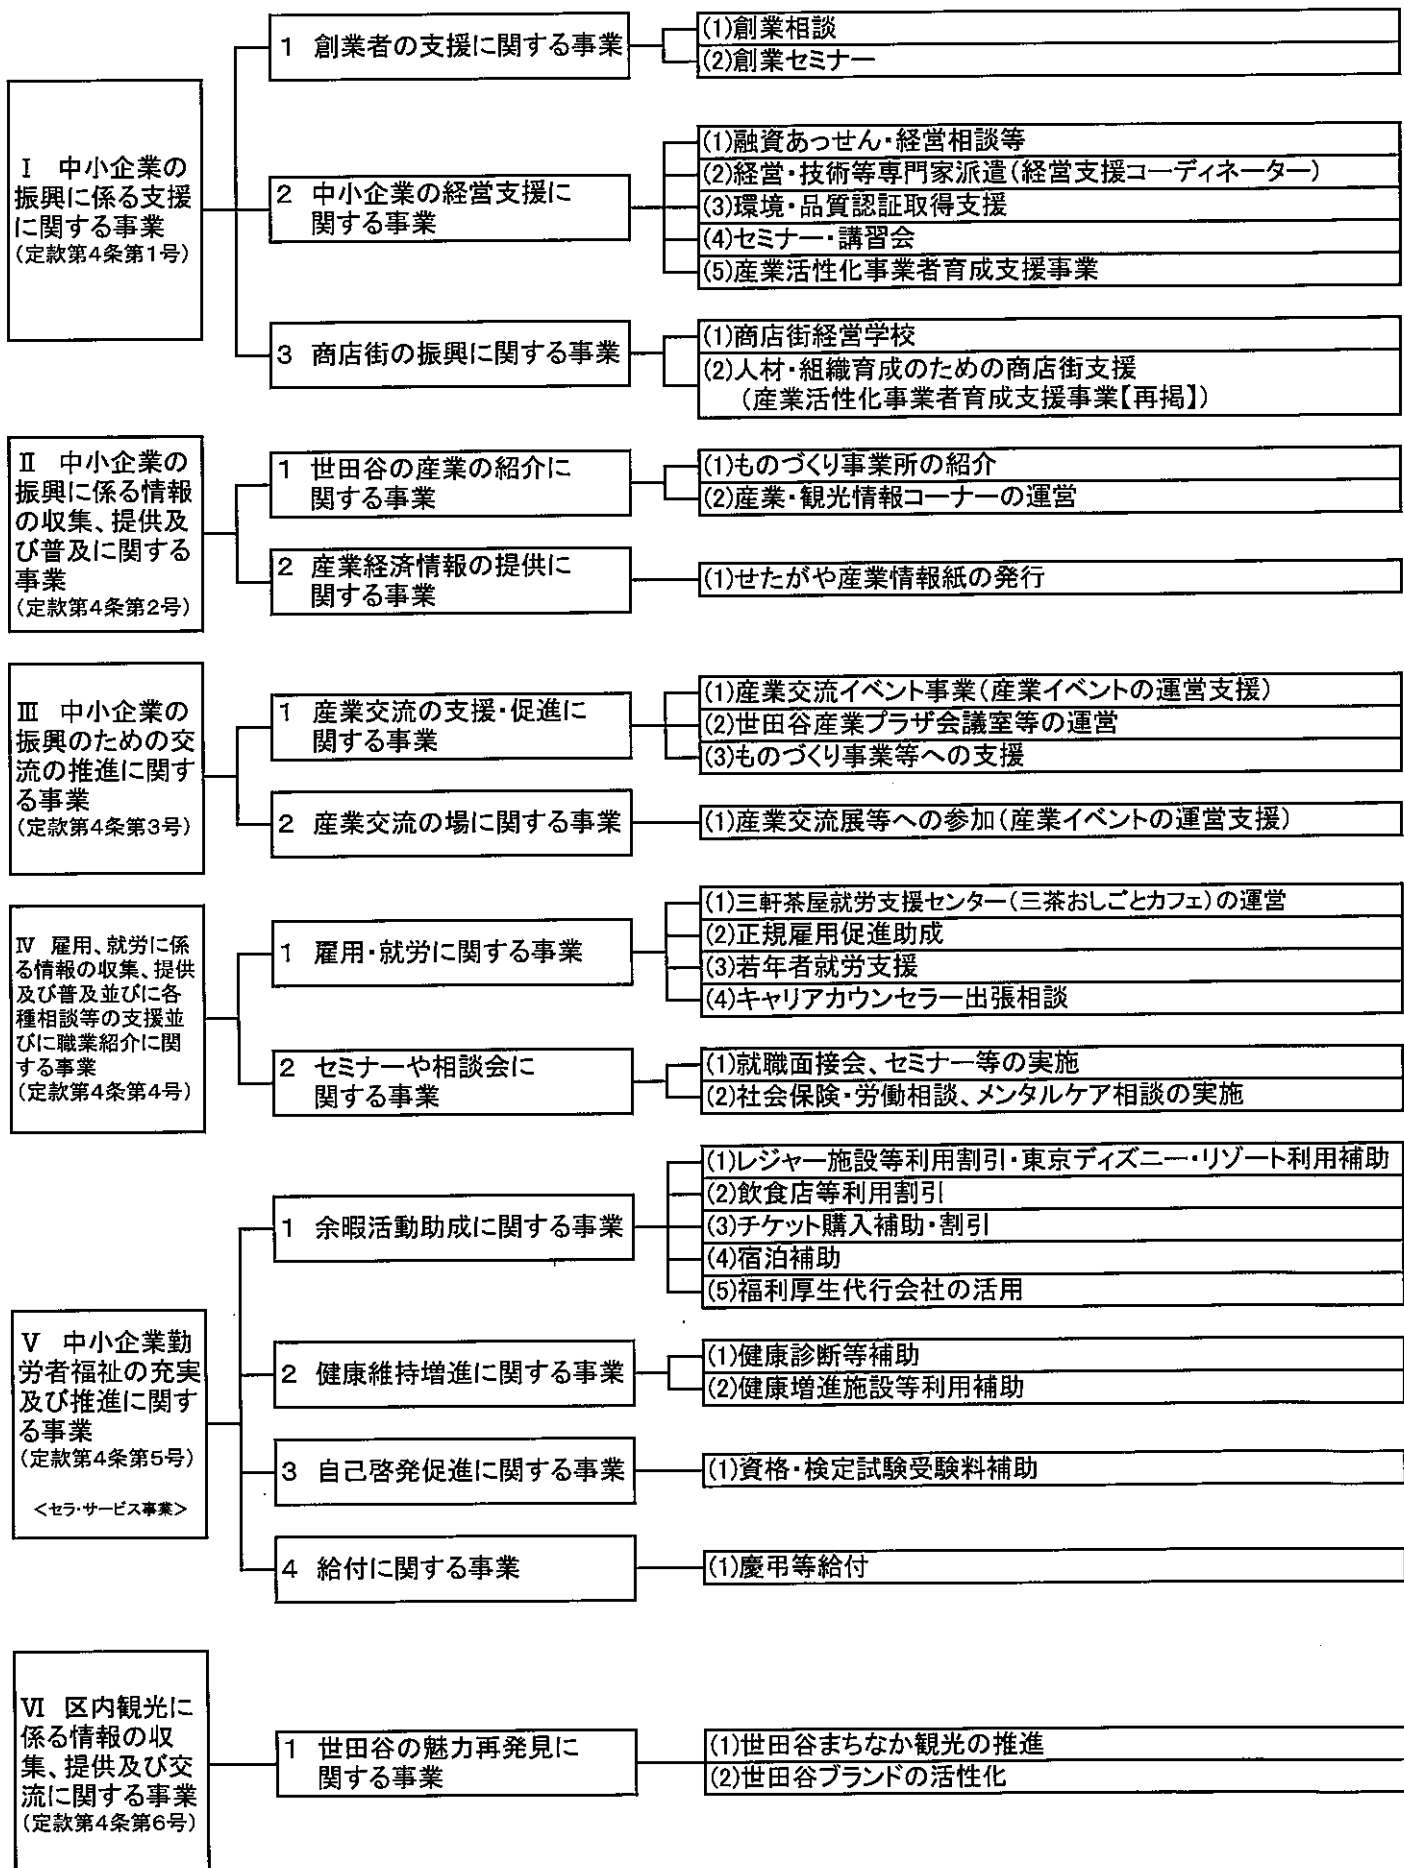 Ⅰ 中小企業の
振興に係る支援
に関する事業
(定款第4条第1号)
1 創業者の支援に関する事業
(1)創業相談
(2)創業セミナー
2 中小企業の経営支援に
関する事業
(1)融資あっせん・経営相談等
(2)経営・技術等専門家派遣(経営支援コーディネーター)
(3)環境・品質認証取得支援
(4)セミナー・講習会
(5)産業活性化事業者育成支援事業
3 商店街の振興に関する事業
(1)商店街経営学校
(2)人材・組織育成のための商店街支援
(産業活性化事業者育成支援事業【再掲】)
Ⅱ 中小企業の
振興に係る情報
の収集、提供及
び普及に関する
事業
(定款第4条第2号)
1 世田谷の産業の紹介に
関する事業
(1)ものづくり事業所の紹介
(2)産業・観光情報コーナーの運営
2 産業経済情報の提供に
関する事業
(1)せたがや産業情報紙の発行
Ⅲ 中小企業の
振興のための交
流の推進に関す
る事業
(定款第4条第3号)
1 産業交流の支援・促進に
関する事業
(1)産業交流イベント事業(産業イベントの運営支援)
(2)世田谷産業プラザ会議室等の運営
(3)ものづくり事業等への支援
2 産業交流の場に関する事業
(1)産業交流展等への参加(産業イベントの運営支援)
Ⅳ 雇用、就労に係
る情報の収集、提供
及び普及並びに各
種相談等の支援並
びに職業紹介に関
する事業
(定款第4条第4号)
1 雇用・就労に関する事業
(1)三軒茶屋就労支援センター(三茶おしごとカフェ)の運営
(2)正規雇用促進助成
(3)若年者就労支援
(4)キャリアカウンセラー出張相談
2 セミナーや相談会に
関する事業
(1)就職面接会、セミナー等の実施
(2)社会保険・労働相談、メンタルケア相談の実施
Ⅴ 中小企業勤
労者福祉の充実
及び推進に関す
る事業
(定款第4条第5号)
<セラ・サービス事業>
1 余暇活動助成に関する事業
(1)レジャー施設等利用割引・東京ディズニー・リゾート利用補助
(2)飲食店等利用割引
(3)チケット購入補助・割引
(4)宿泊補助
(5)福利厚生代行会社の活用
2 健康維持増進に関する事業
(1)健康診断等補助
(2)健康増進施設等利用補助
3 自己啓発促進に関する事業
(1)資格・検定試験受験料補助
4 給付に関する事業
(1)慶弔等給付
Ⅵ 区内観光に
係る情報の収
集、提供及び交
流に関する事業
(定款第4条第6号)
1 世田谷の魅力再発見に
関する事業
(1)世田谷まちなか観光の推進
(2)世田谷ブランドの活性化